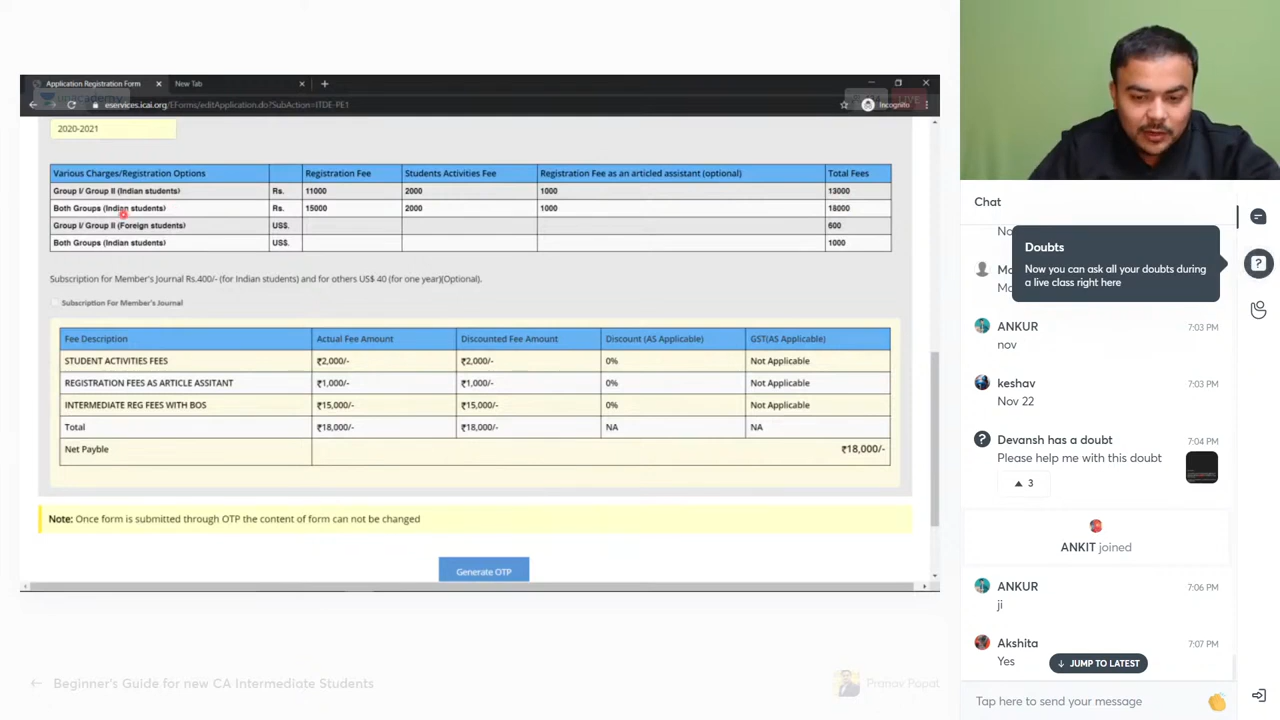 Application Registration Form
New Tab
unacademy
LIVE
eservices.icai.org/EForms/editApplication.do?SubAction=ITDE-PE1
Incognito
2020-2021
Various Charges/Registration Options Registration Fee Students Activities Fee Registration Fee as an articled assistant (optional) Total Fees
Group I/ Group II (Indian students) Rs. 11000 2000 1000 13000
Both Groups (Indian students) Rs. 15000 2000 1000 18000
Group I/ Group II (Foreign students) US$. 600
Both Groups (Indian students) US$. 1000
Subscription for Member's Journal Rs.400/- (for Indian students) and for others US$ 40 (for one year)(Optional).
Subscription For Member's Journal
Fee Description Actual Fee Amount Discounted Fee Amount Discount (AS Applicable) GST(AS Applicable)
STUDENT ACTIVITIES FEES ₹2,000/- ₹2,000/- 0% Not Applicable
REGISTRATION FEES AS ARTICLE ASSITANT ₹1,000/- ₹1,000/- 0% Not Applicable
INTERMEDIATE REG FEES WITH BOS ₹15,000/- ₹15,000/- 0% Not Applicable
Total ₹18,000/- ₹18,000/- NA NA
Net Payble ₹18,000/-
Note: Once form is submitted through OTP the content of form can not be changed
Generate OTP
Beginner's Guide for new CA Intermediate Students
Pranav Popat
Chat
No
Ma
Ma
Doubts
Now you can ask all your doubts during
a live class right here
ANKUR 7:03 PM
nov
keshav 7:03 PM
Nov 22
Devansh has a doubt 7:04 PM
Please help me with this doubt
3
ANKIT joined
ANKUR 7:06 PM
ji
Akshita 7:07 PM
Yes
JUMP TO LATEST
Tap here to send your message